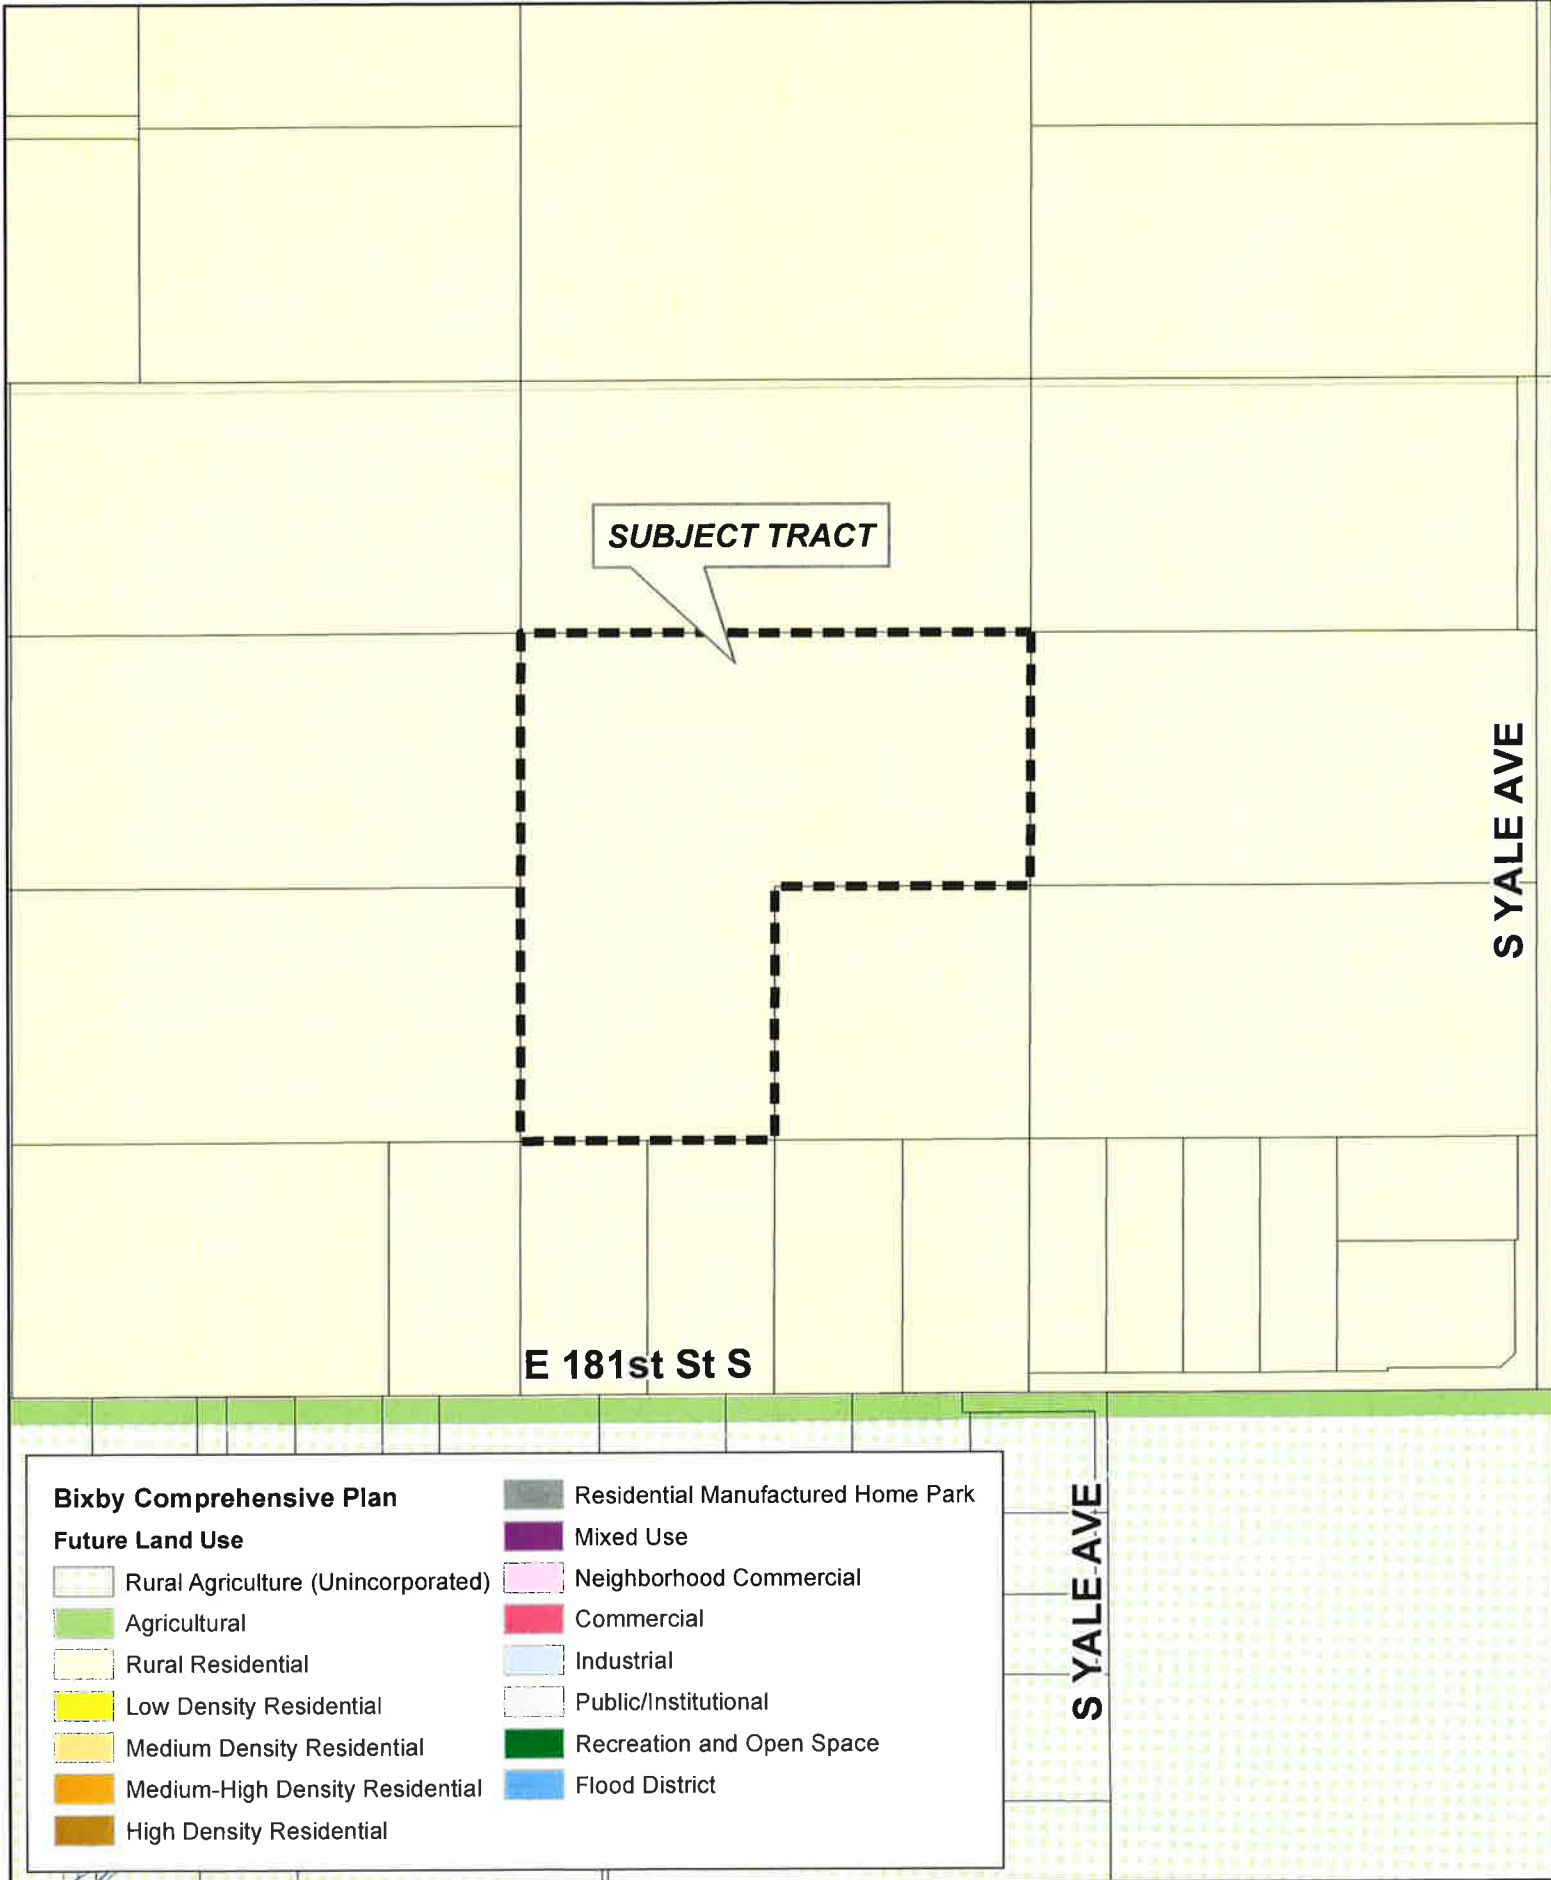 SUBJECT TRACT
S YALE AVE
E 181st St S
Bixby Comprehensive Plan
Future Land Use
Rural Agriculture (Unincorporated)
Agricultural
Rural Residential
Low Density Residential
Medium Density Residential
Medium-High Density Residential
High Density Residential
Residential Manufactured Home Park
Mixed Use
Neighborhood Commercial
Commercial
Industrial
Public/Institutional
Recreation and Open Space
Flood District
S YALE AVE